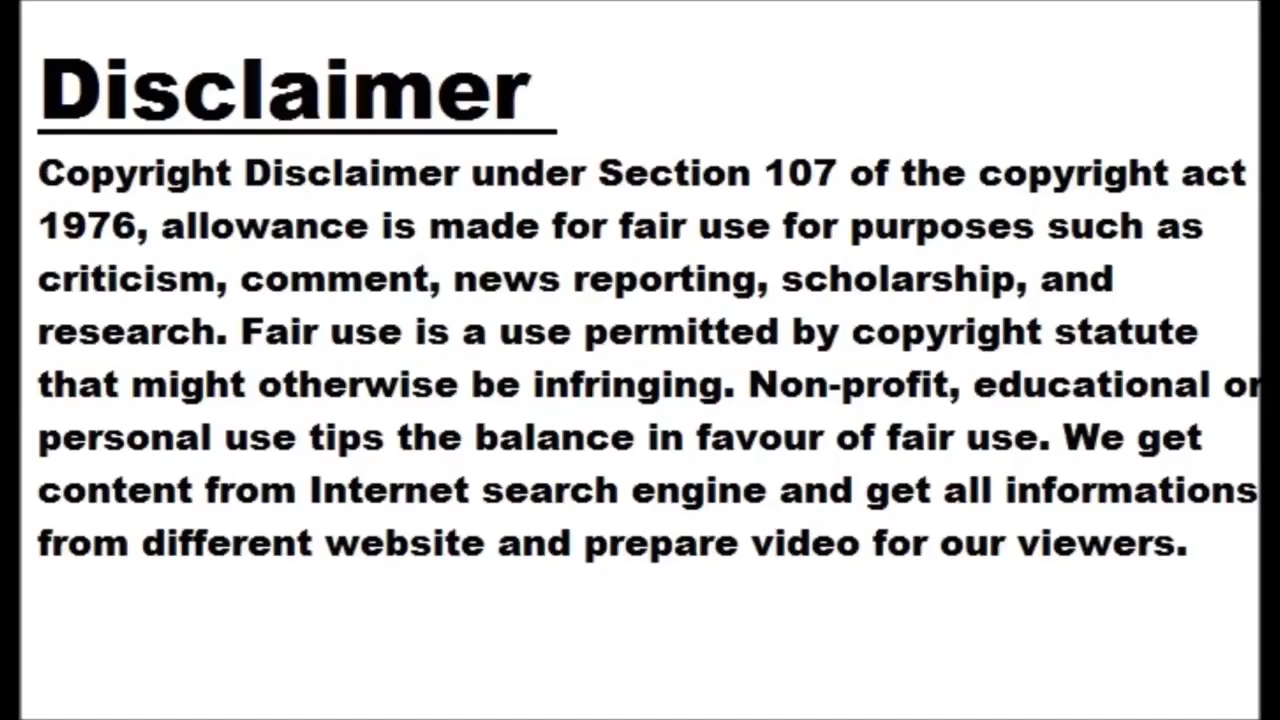 Disclaimer
Copyright Disclaimer under Section 107 of the copyright act
1976, allowance is made for fair use for purposes such as
criticism, comment, news reporting, scholarship, and
research. Fair use is a use permitted by copyright statute
that might otherwise be infringing. Non-profit, educational or
personal use tips the balance in favour of fair use. We get
content from Internet search engine and get all informations
from different website and prepare video for our viewers.